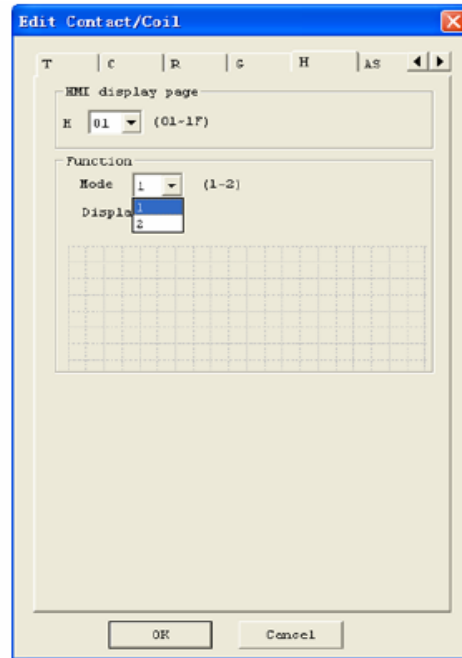 Edit Contact/Coil
T C R G H AS
HMI display page
H 01 (01-1F)
Function
Mode 1 (1-2)
Displa 1
2
OK Cancel